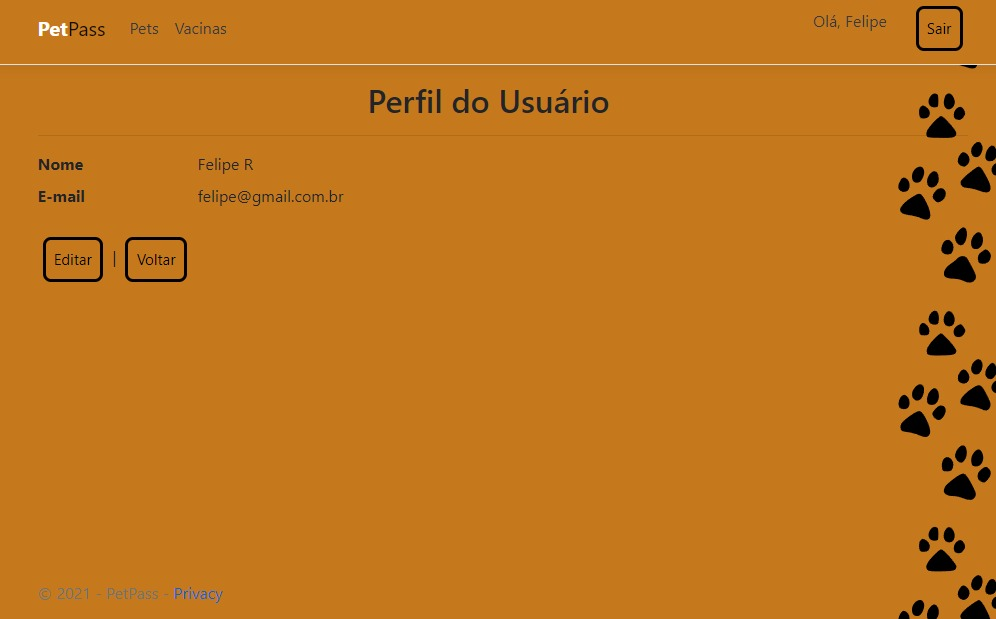 PetPass Pets Vacinas Olá, Felipe Sair
Perfil do Usuário
Nome Felipe R
E-mail felipe@gmail.com.br
Editar | Voltar
© 2021 - PetPass - Privacy